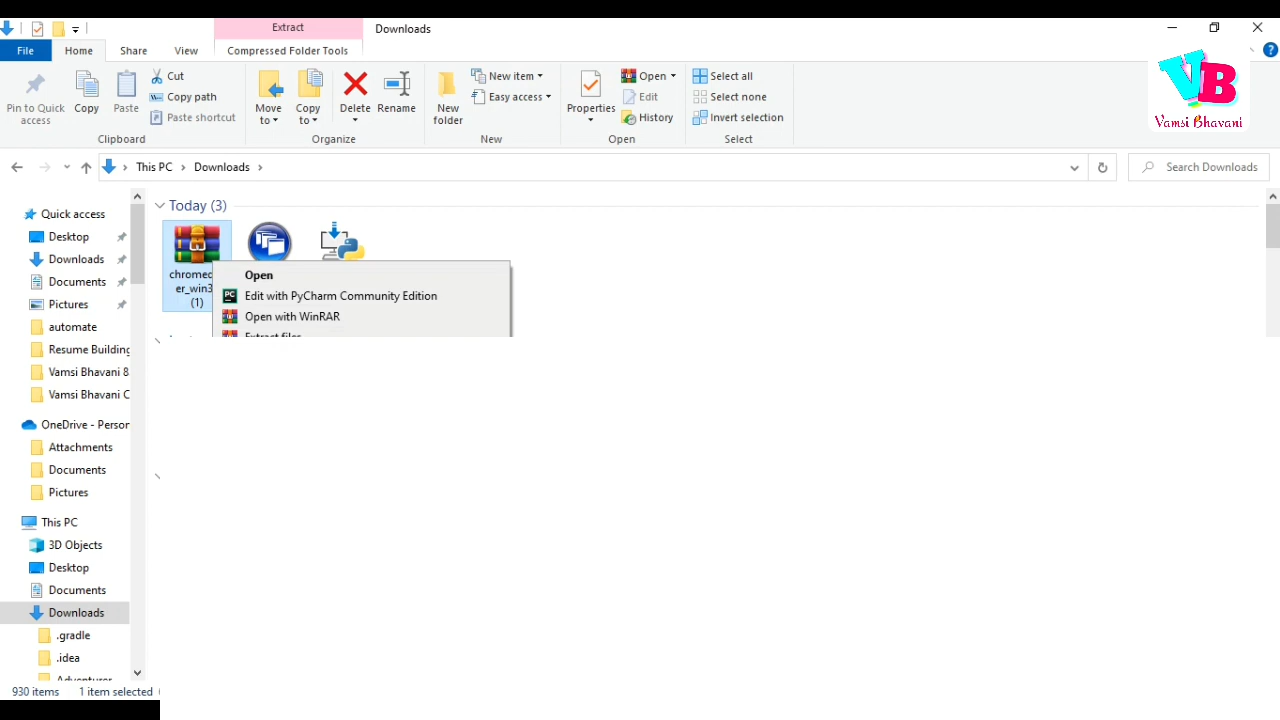 Extract
Downloads
File
Home
Share
View
Compressed Folder Tools
Pin to Quick
access
Copy
Paste
Cut
Copy path
Paste shortcut
Clipboard
Move
to
Copy
to
Delete
Rename
Organize
New
folder
New item
Easy access
New
Properties
Open
Edit
History
Open
Select all
Select none
Invert selection
Select
VB
Vamsi Bhavani
This PC
Downloads
Search Downloads
Quick access
Desktop
Downloads
Documents
Pictures
automate
Resume Building
Vamsi Bhavani 8
Vamsi Bhavani C
OneDrive - Person
Attachments
Documents
Pictures
This PC
3D Objects
Desktop
Documents
Downloads
.gradle
.idea
Adventurer
930 items
1 item selected
Today (3)
chromed
er_win3
(1)
Open
PC
Edit with PyCharm Community Edition
Open with WinRAR
Extract files